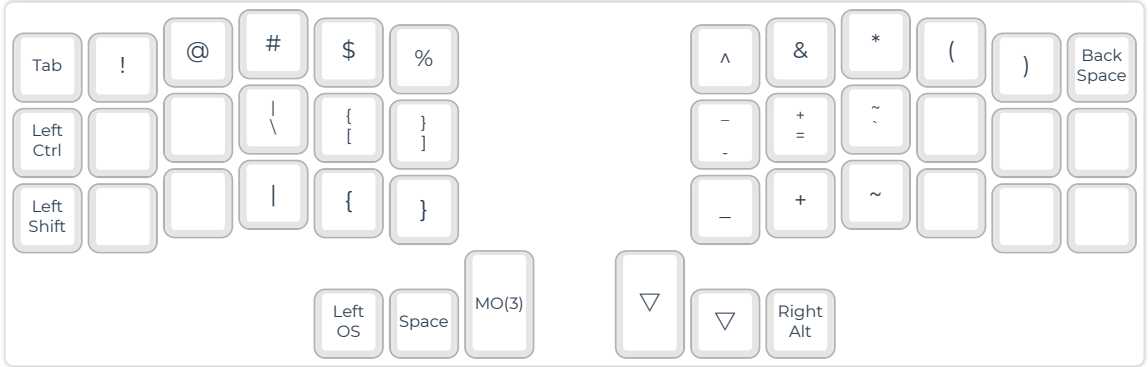 Tab ! @ # $ % ^ & * ( ) Back
Space
Left
Ctrl
|
\
{
[
}
]
_
-
+
=
~
`
Left
Shift
| { } _ + ~
Left
OS
Space MO(3) ▽ ▽ Right
Alt